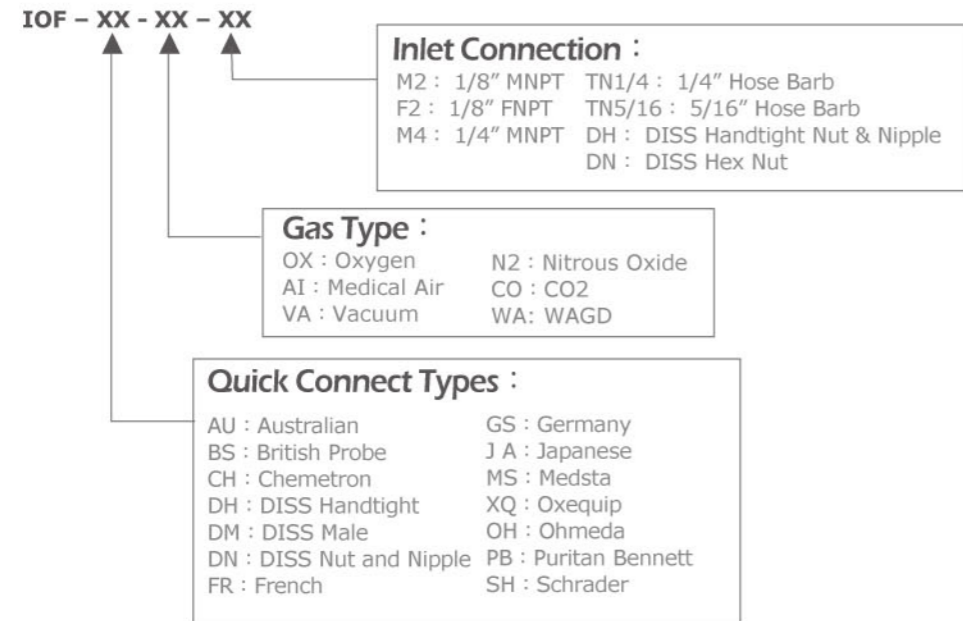 IOF – XX - XX – XX
Inlet Connection：
M2： 1/8″ MNPT TN1/4： 1/4″ Hose Barb
F2： 1/8″ FNPT TN5/16： 5/16″ Hose Barb
M4： 1/4″ MNPT DH： DISS Handtight Nut & Nipple
DN： DISS Hex Nut
Gas Type：
OX：Oxygen N2：Nitrous Oxide
AI：Medical Air CO：CO2
VA：Vacuum WA: WAGD
Quick Connect Types：
AU：Australian GS：Germany
BS：British Probe J A：Japanese
CH：Chemetron MS：Medsta
DH：DISS Handtight XQ：Oxequip
DM：DISS Male OH：Ohmeda
DN：DISS Nut and Nipple PB：Puritan Bennett
FR：French SH：Schrader